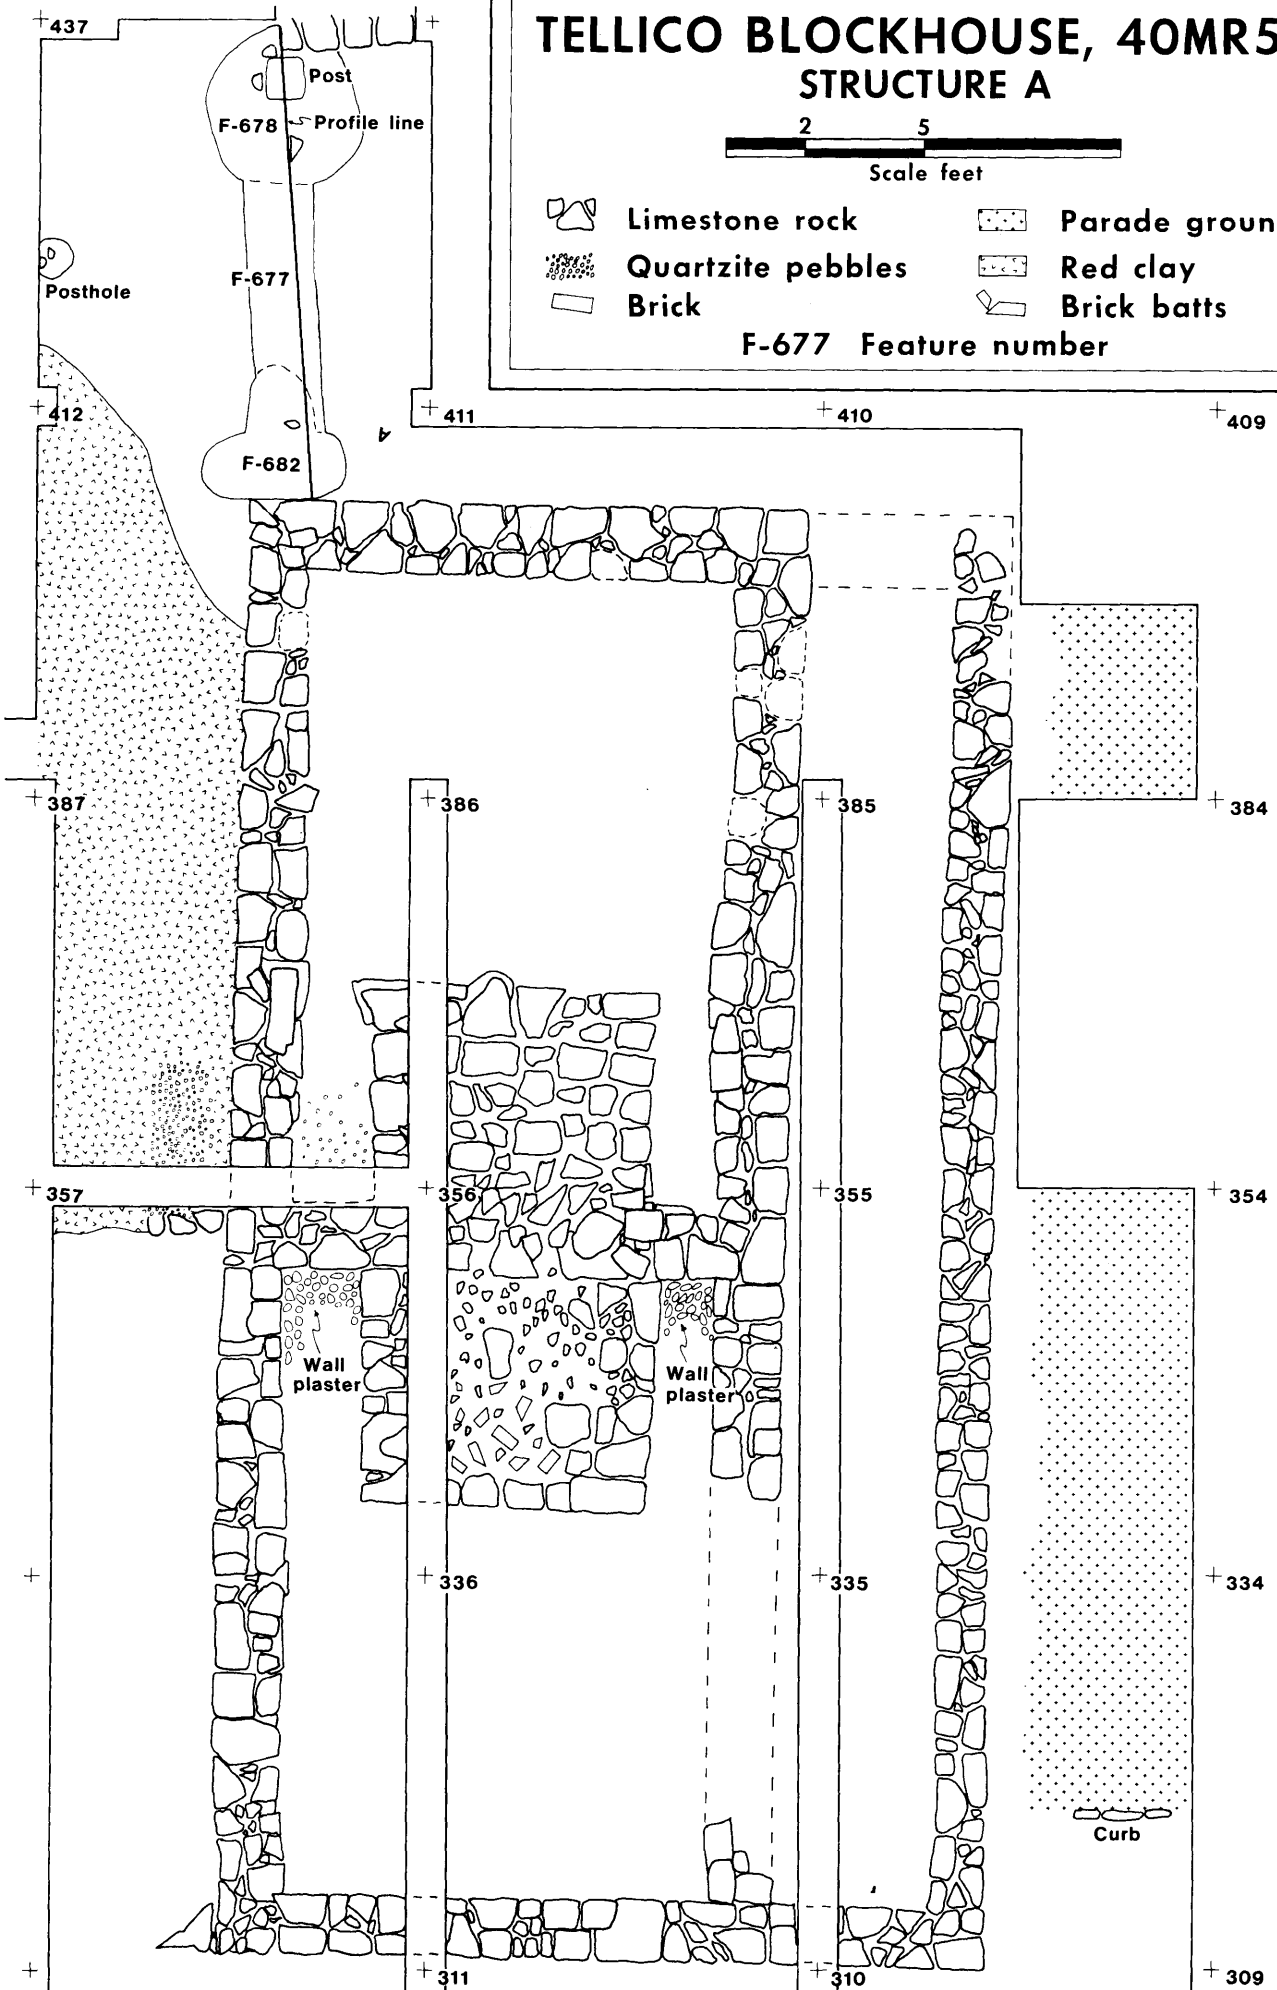 TELLICO BLOCKHOUSE, 40MR5
STRUCTURE A
2 5
Scale feet
Limestone rock
Parade groun
Quartzite pebbles
Red clay
Brick
Brick batts
F-677 Feature number
437
Post
F-678
Profile line
F-677
Posthole
412
411
410
409
F-682
387
386
385
384
357
356
355
354
Wall
plaster
Wall
plaster
336
335
334
Curb
311
310
309